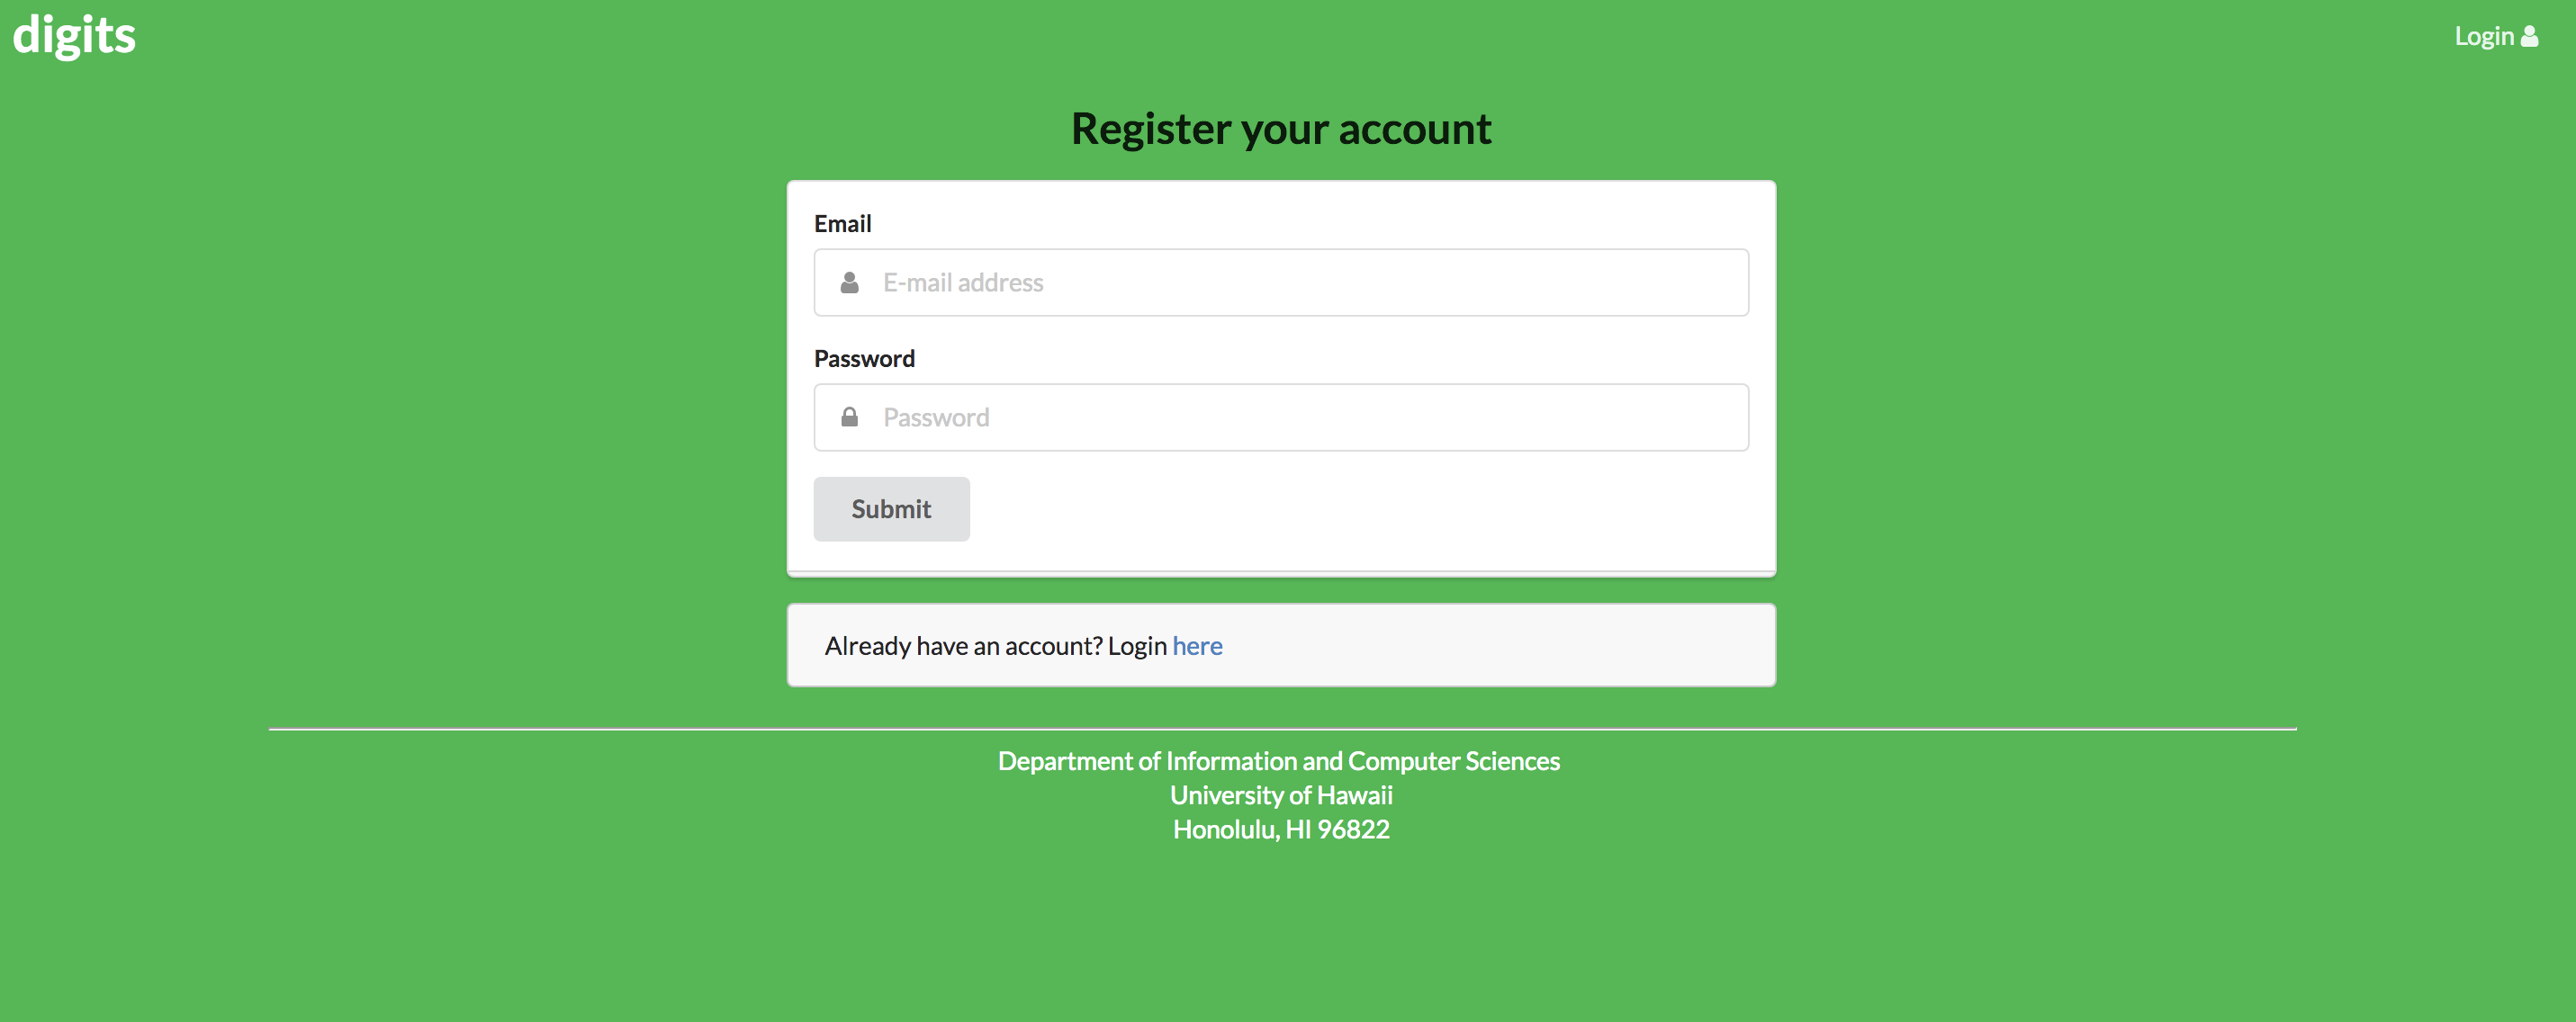 digits
Login
Register your account
Email
E-mail address
Password
Password
Submit
Already have an account? Login here
Department of Information and Computer Sciences
University of Hawaii
Honolulu, HI 96822